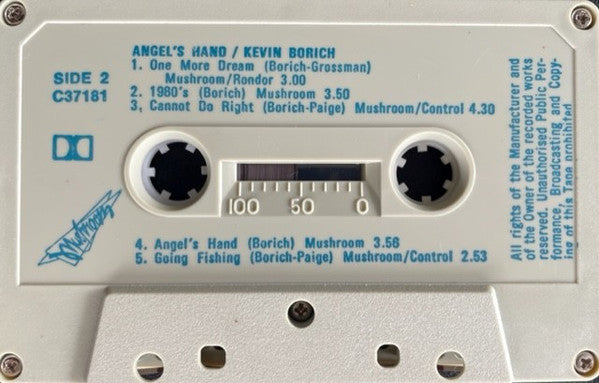 ANGEL'S HAND / KEVIN BORICH
SIDE 2
C37181
1. One More Dream (Borich-Grossman)
Mushroom/Rondor 3.00
2. 1980's (Borich) Mushroom 3.50
3, Cannot Do Right (Borich-Paige) Mushroom/Control 4.30
100 50 0
Mushroom
4. Angel's Hand (Borich) Mushroom 3.56
5. Going Fishing (Borich-Paige) Mushroom/Control 2.53
All rights of the Manufacturer and
of the Owner of the recorded works
reserved. Unauthorised Public Per-
formance, Broadcasting and Copy-
ing of this Tape prohibited